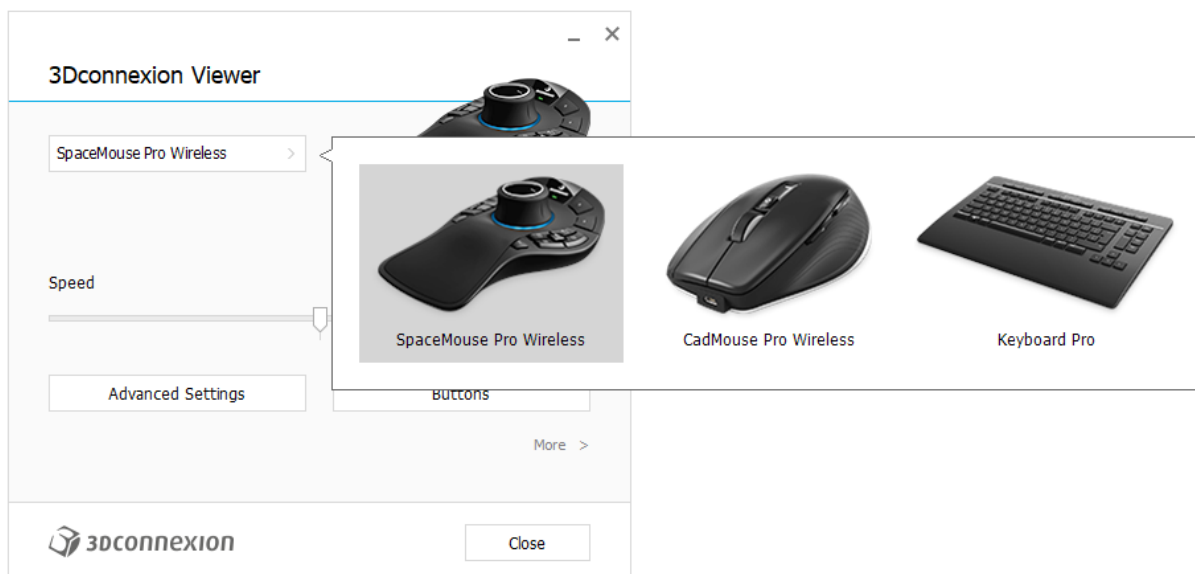 3Dconnexion Viewer
SpaceMouse Pro Wireless >
Speed
SpaceMouse Pro Wireless
CadMouse Pro Wireless
Keyboard Pro
Advanced Settings
Buttons
More >
3Dconnexion
Close